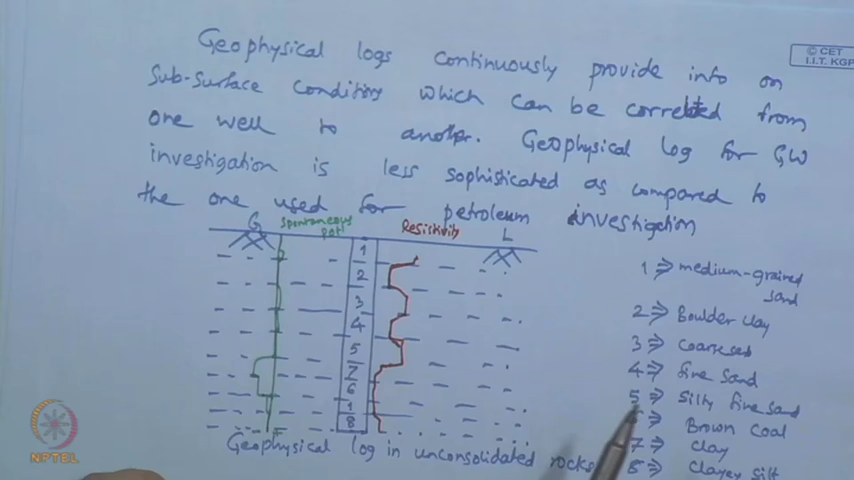 Geophysical logs continuously provide info on
Sub-surface Conditions which can be correlated from
one well to another. Geophysical log for GW
investigation is less sophisticated as compared to
the one used for petroleum investigation
© CET
I.I.T. KGP
G Spontaneous Resistivity L
pot
1
2
3
4
5
7
6
1
8
1 ⇒ medium-grained
sand
2 ⇒ Boulder clay
3 ⇒
4 ⇒ fine sand
5 ⇒ Silty fine sand
⇒ Brown Coal
7 ⇒ clay
8 ⇒ Clayey silt
Geophysical log in unconsolidated rocks
NPTEL